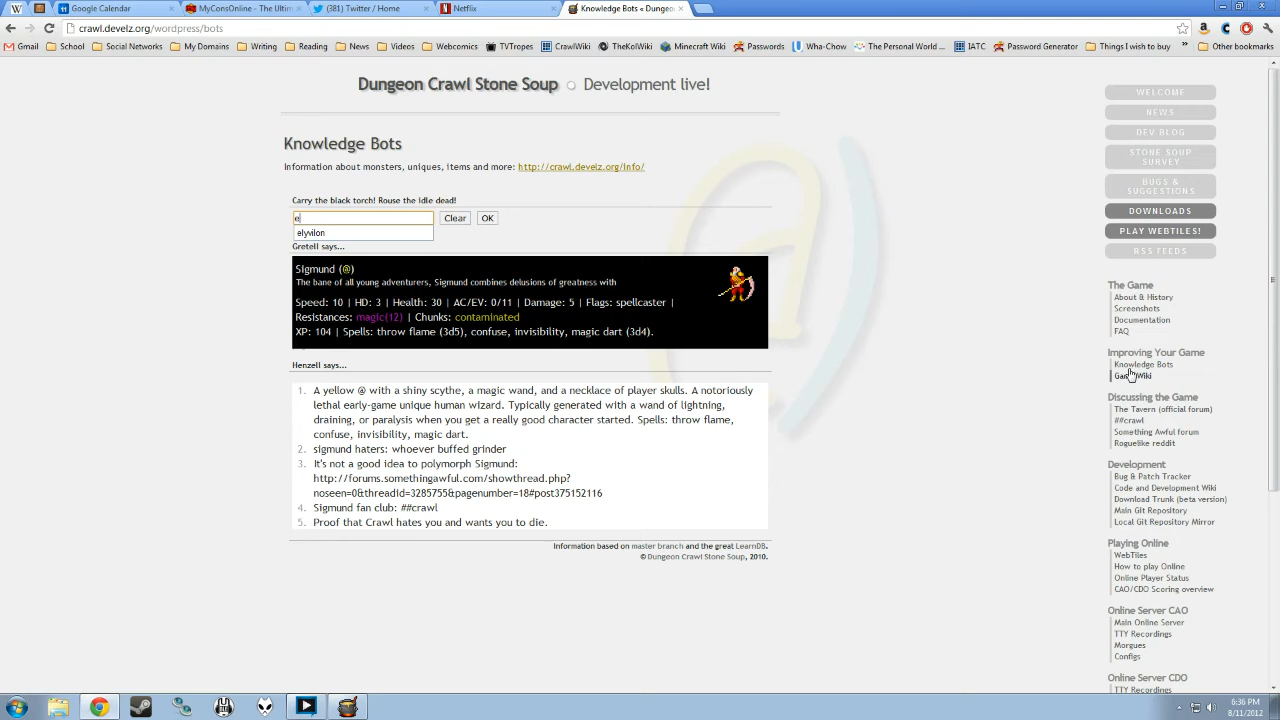 Google Calendar
MyConsOnline - The Ultim
(381) Twitter / Home
Netflix
Knowledge Bots « Dungeo
crawl.develz.org/wordpress/bots
Gmail School Social Networks My Domains Writing Reading News Videos Webcomics TVTropes CrawlWiki TheKolWiki Minecraft Wiki Passwords Wha-Chow The Personal World ... IATC Password Generator Things I wish to buy » Other bookmarks
Dungeon Crawl Stone Soup Development live!
Knowledge Bots
Information about monsters, uniques, items and more: http://crawl.develz.org/info/
Carry the black torch! Rouse the idle dead!
e Clear OK
elyvilon
Gretell says...
Sigmund (@)
The bane of all young adventurers, Sigmund combines delusions of greatness with
Speed: 10 | HD: 3 | Health: 30 | AC/EV: 0/11 | Damage: 5 | Flags: spellcaster |
Resistances: magic(12) | Chunks: contaminated
XP: 104 | Spells: throw flame (3d5), confuse, invisibility, magic dart (3d4).
Henzell says...
1. A yellow @ with a shiny scythe, a magic wand, and a necklace of player skulls. A notoriously
lethal early-game unique human wizard. Typically generated with a wand of lightning,
draining, or paralysis when you get a really good character started. Spells: throw flame,
confuse, invisibility, magic dart.
2. sigmund haters: whoever buffed grinder
3. It's not a good idea to polymorph Sigmund:
http://forums.somethingawful.com/showthread.php?
noseen=0&threadid=3287755&pagenumber=18#post375152116
4. Sigmund fan club: ##crawl
5. Proof that Crawl hates you and wants you to die.
Information based on master branch and the great LearnDB.
© Dungeon Crawl Stone Soup, 2010.
WELCOME
NEWS
DEV BLOG
STONE SOUP
SURVEY
BUGS &
SUGGESTIONS
DOWNLOADS
PLAY WEBTILES!
RSS FEEDS
The Game
About & History
Screenshots
Documentation
FAQ
Improving Your Game
Knowledge Bots
Game Wiki
Discussing the Game
The Tavern (official forum)
##crawl
Something Awful forum
Roguelike reddit
Development
Bug & Patch Tracker
Code and Development Wiki
Download Trunk (beta version)
Main Git Repository
Local Git Repository Mirror
Playing Online
WebTiles
How to play Online
Online Player Status
CAO/CDO Scoring overview
Online Server CAO
Main Online Server
TTY Recordings
Morgues
Configs
Online Server CDO
TTY Recordings
6:36 PM
8/11/2012